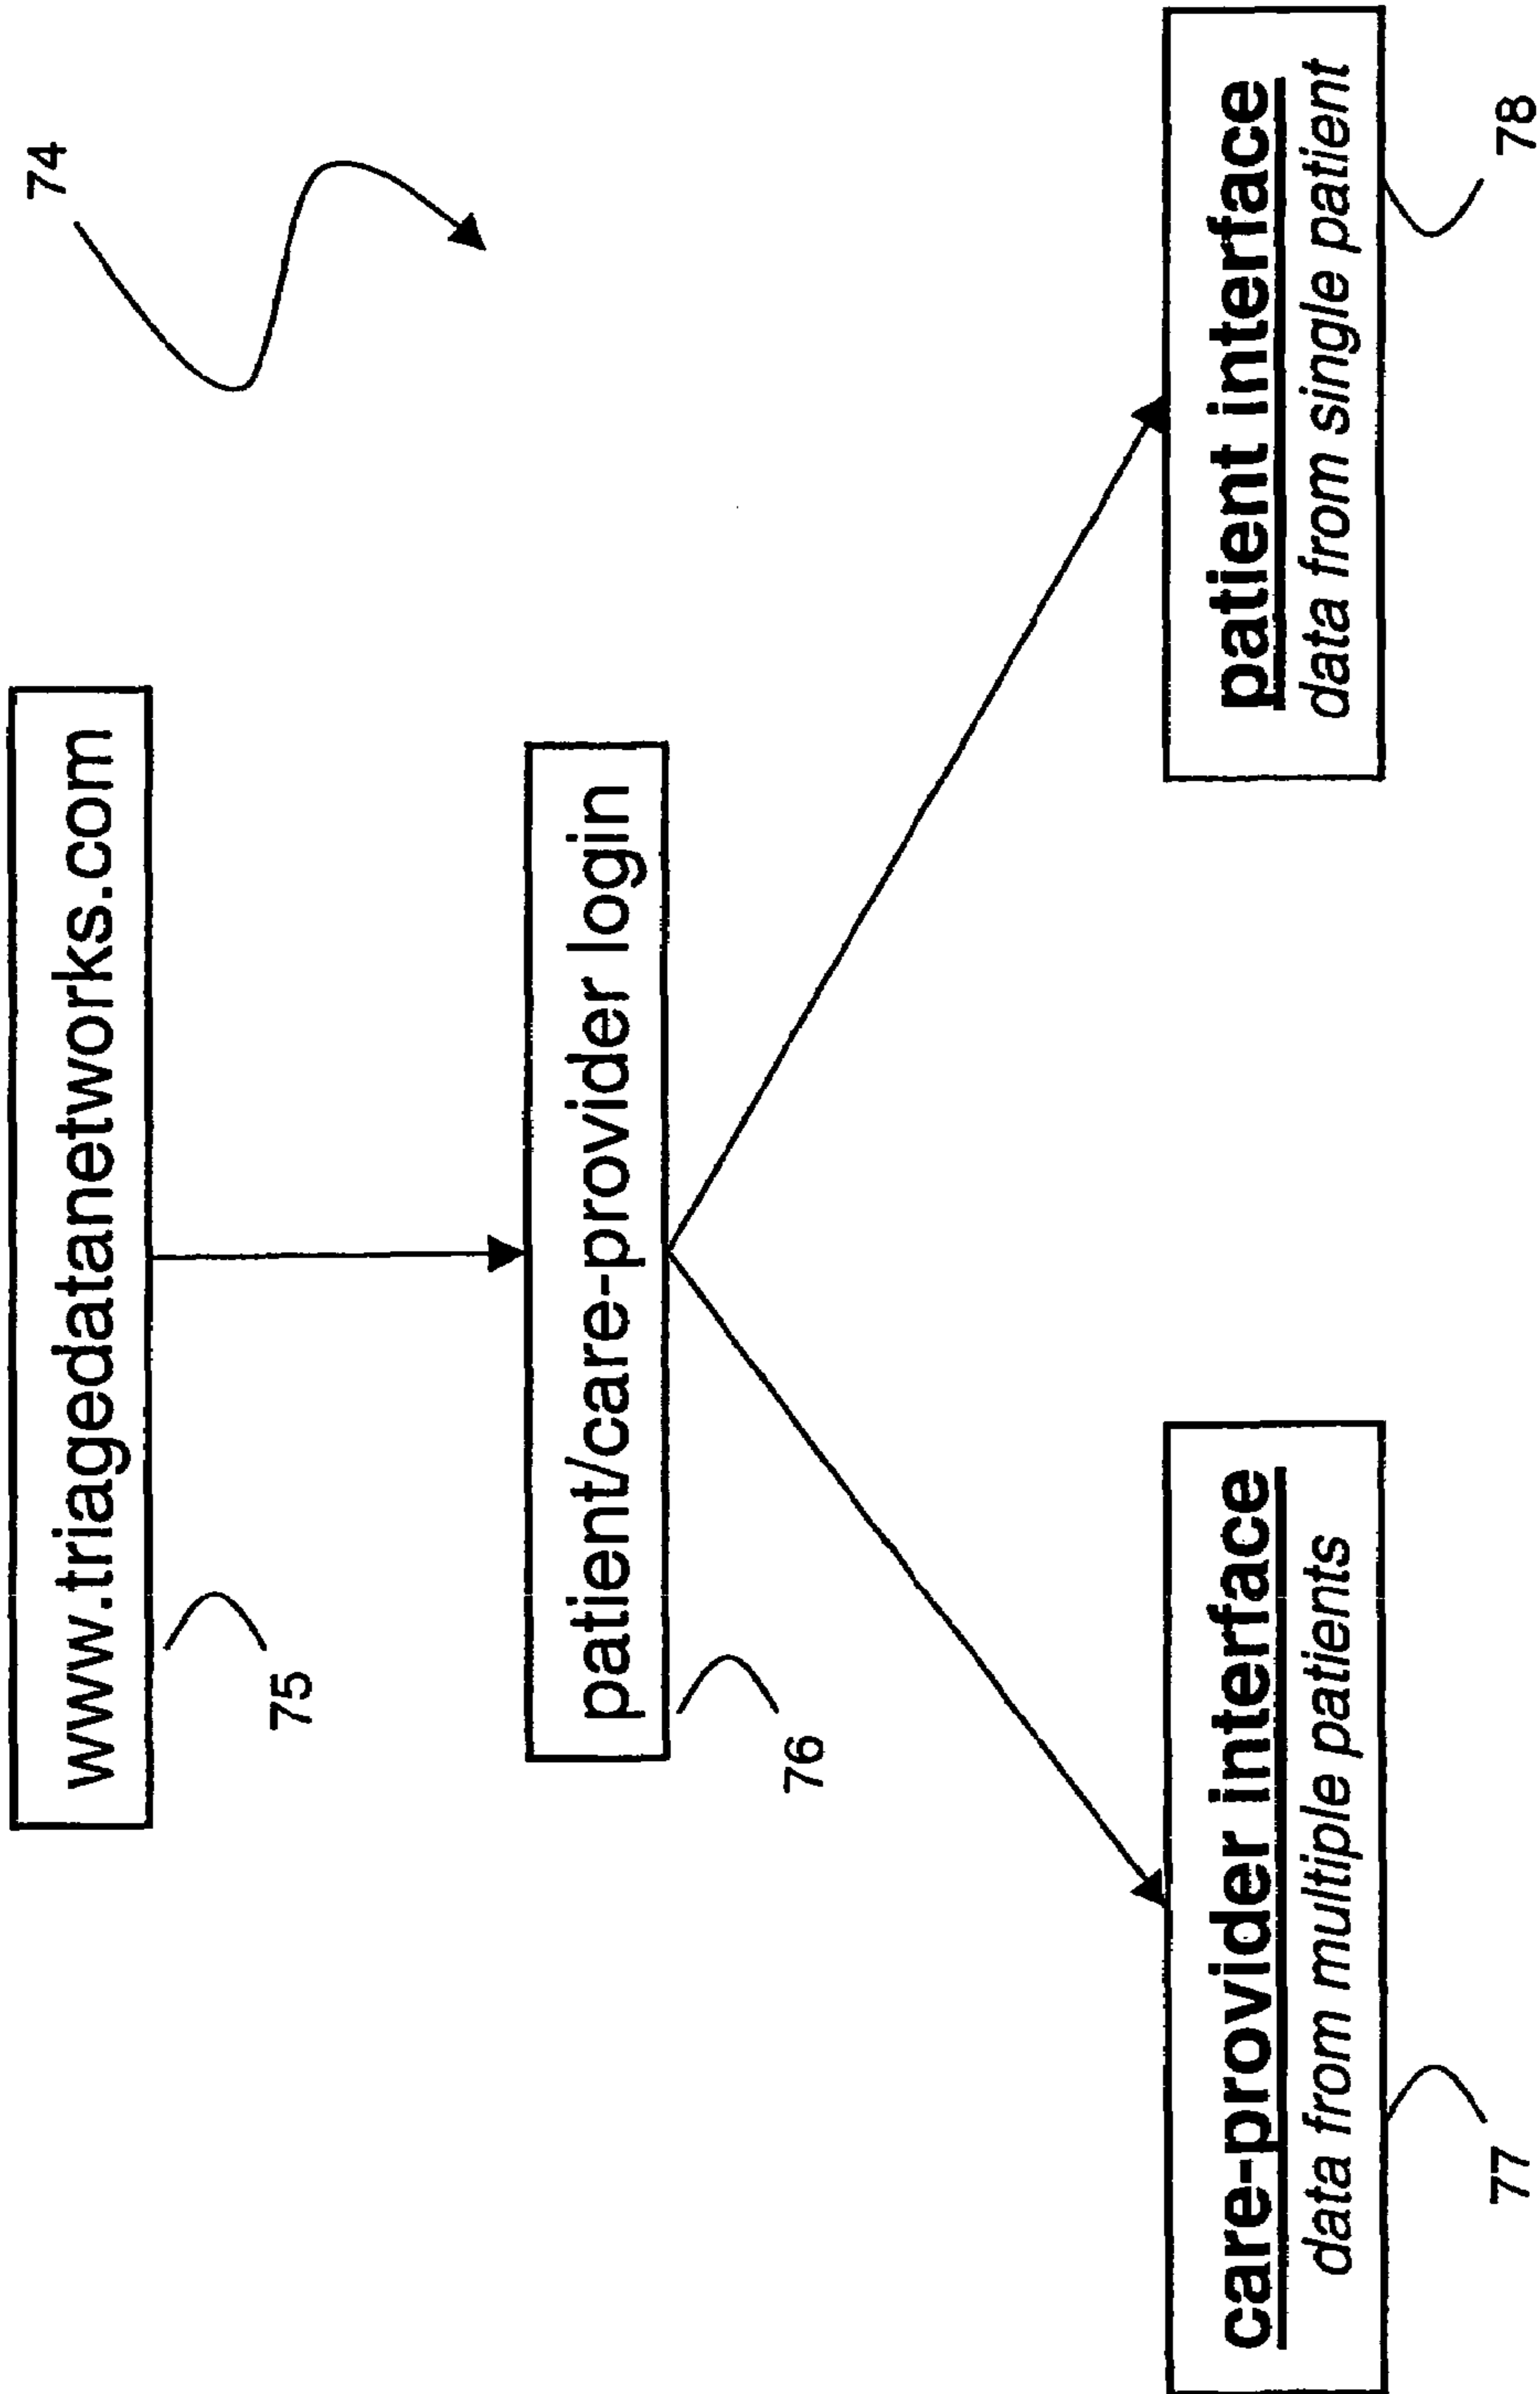 74
www.triagedatanetworks.com
75
patient/care-provider login
76
care-provider interface
data from multiple patients
77
patient interface
data from single patient
78